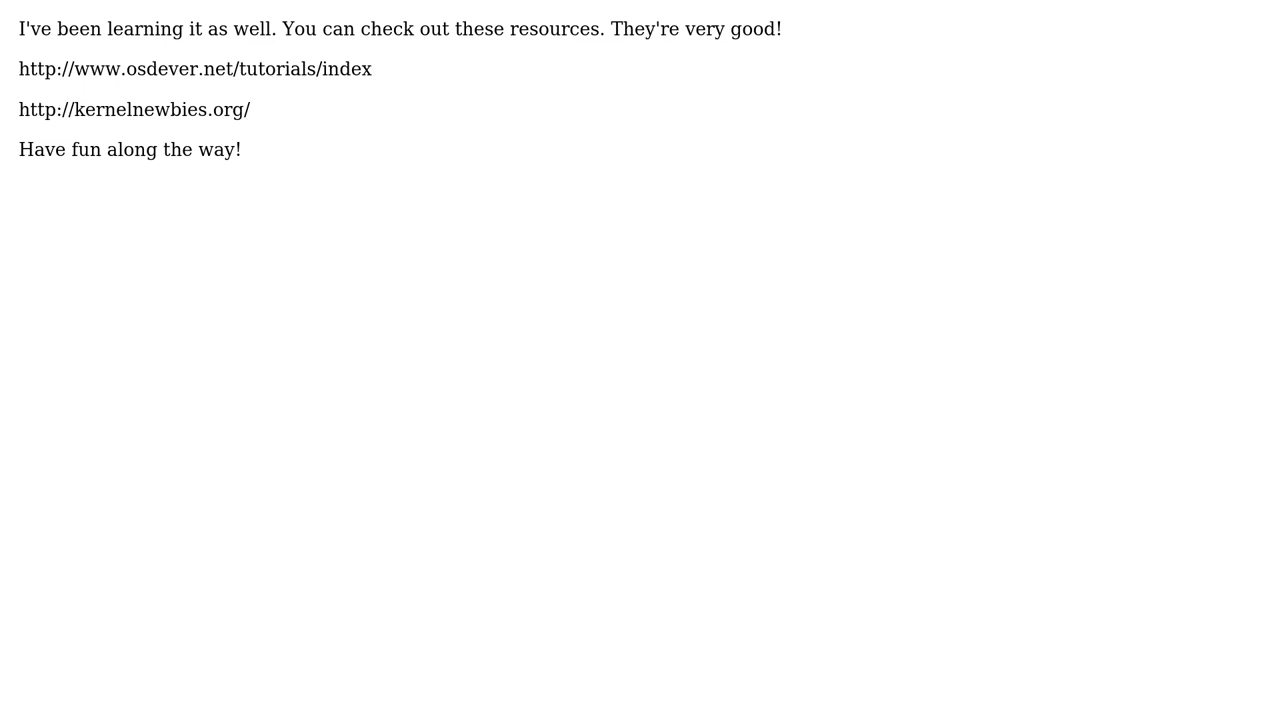 I've been learning it as well. You can check out these resources. They're very good!
http://www.osdever.net/tutorials/index
http://kernelnewbies.org/
Have fun along the way!